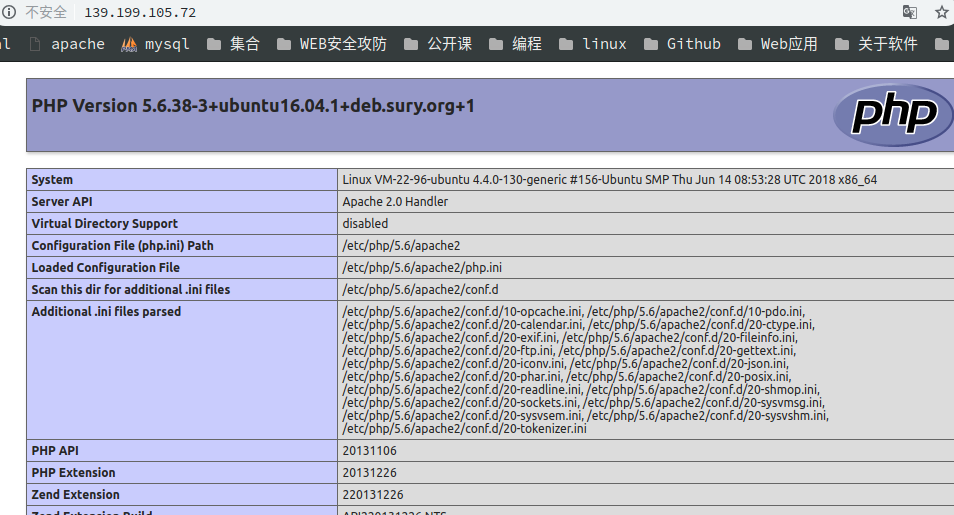 不安全 139.199.105.72
apache mysql 集合 WEB安全攻防 公开课 编程 linux Github Web应用 关于软件
PHP Version 5.6.38-3+ubuntu16.04.1+deb.sury.org+1
php
System Linux VM-22-96-ubuntu 4.4.0-130-generic #156-Ubuntu SMP Thu Jun 14 08:53:28 UTC 2018 x86_64
Server API Apache 2.0 Handler
Virtual Directory Support disabled
Configuration File (php.ini) Path /etc/php/5.6/apache2
Loaded Configuration File /etc/php/5.6/apache2/php.ini
Scan this dir for additional .ini files /etc/php/5.6/apache2/conf.d
Additional .ini files parsed /etc/php/5.6/apache2/conf.d/10-opcache.ini, /etc/php/5.6/apache2/conf.d/10-pdo.ini,
/etc/php/5.6/apache2/conf.d/20-calendar.ini, /etc/php/5.6/apache2/conf.d/20-ctype.ini,
/etc/php/5.6/apache2/conf.d/20-exif.ini, /etc/php/5.6/apache2/conf.d/20-fileinfo.ini,
/etc/php/5.6/apache2/conf.d/20-ftp.ini, /etc/php/5.6/apache2/conf.d/20-gettext.ini,
/etc/php/5.6/apache2/conf.d/20-iconv.ini, /etc/php/5.6/apache2/conf.d/20-json.ini,
/etc/php/5.6/apache2/conf.d/20-phar.ini, /etc/php/5.6/apache2/conf.d/20-posix.ini,
/etc/php/5.6/apache2/conf.d/20-readline.ini, /etc/php/5.6/apache2/conf.d/20-shmop.ini,
/etc/php/5.6/apache2/conf.d/20-sockets.ini, /etc/php/5.6/apache2/conf.d/20-sysvmsg.ini,
/etc/php/5.6/apache2/conf.d/20-sysvsem.ini, /etc/php/5.6/apache2/conf.d/20-sysvshm.ini,
/etc/php/5.6/apache2/conf.d/20-tokenizer.ini
PHP API 20131106
PHP Extension 20131226
Zend Extension 220131226
Zend Extension Build API220131226,NTS